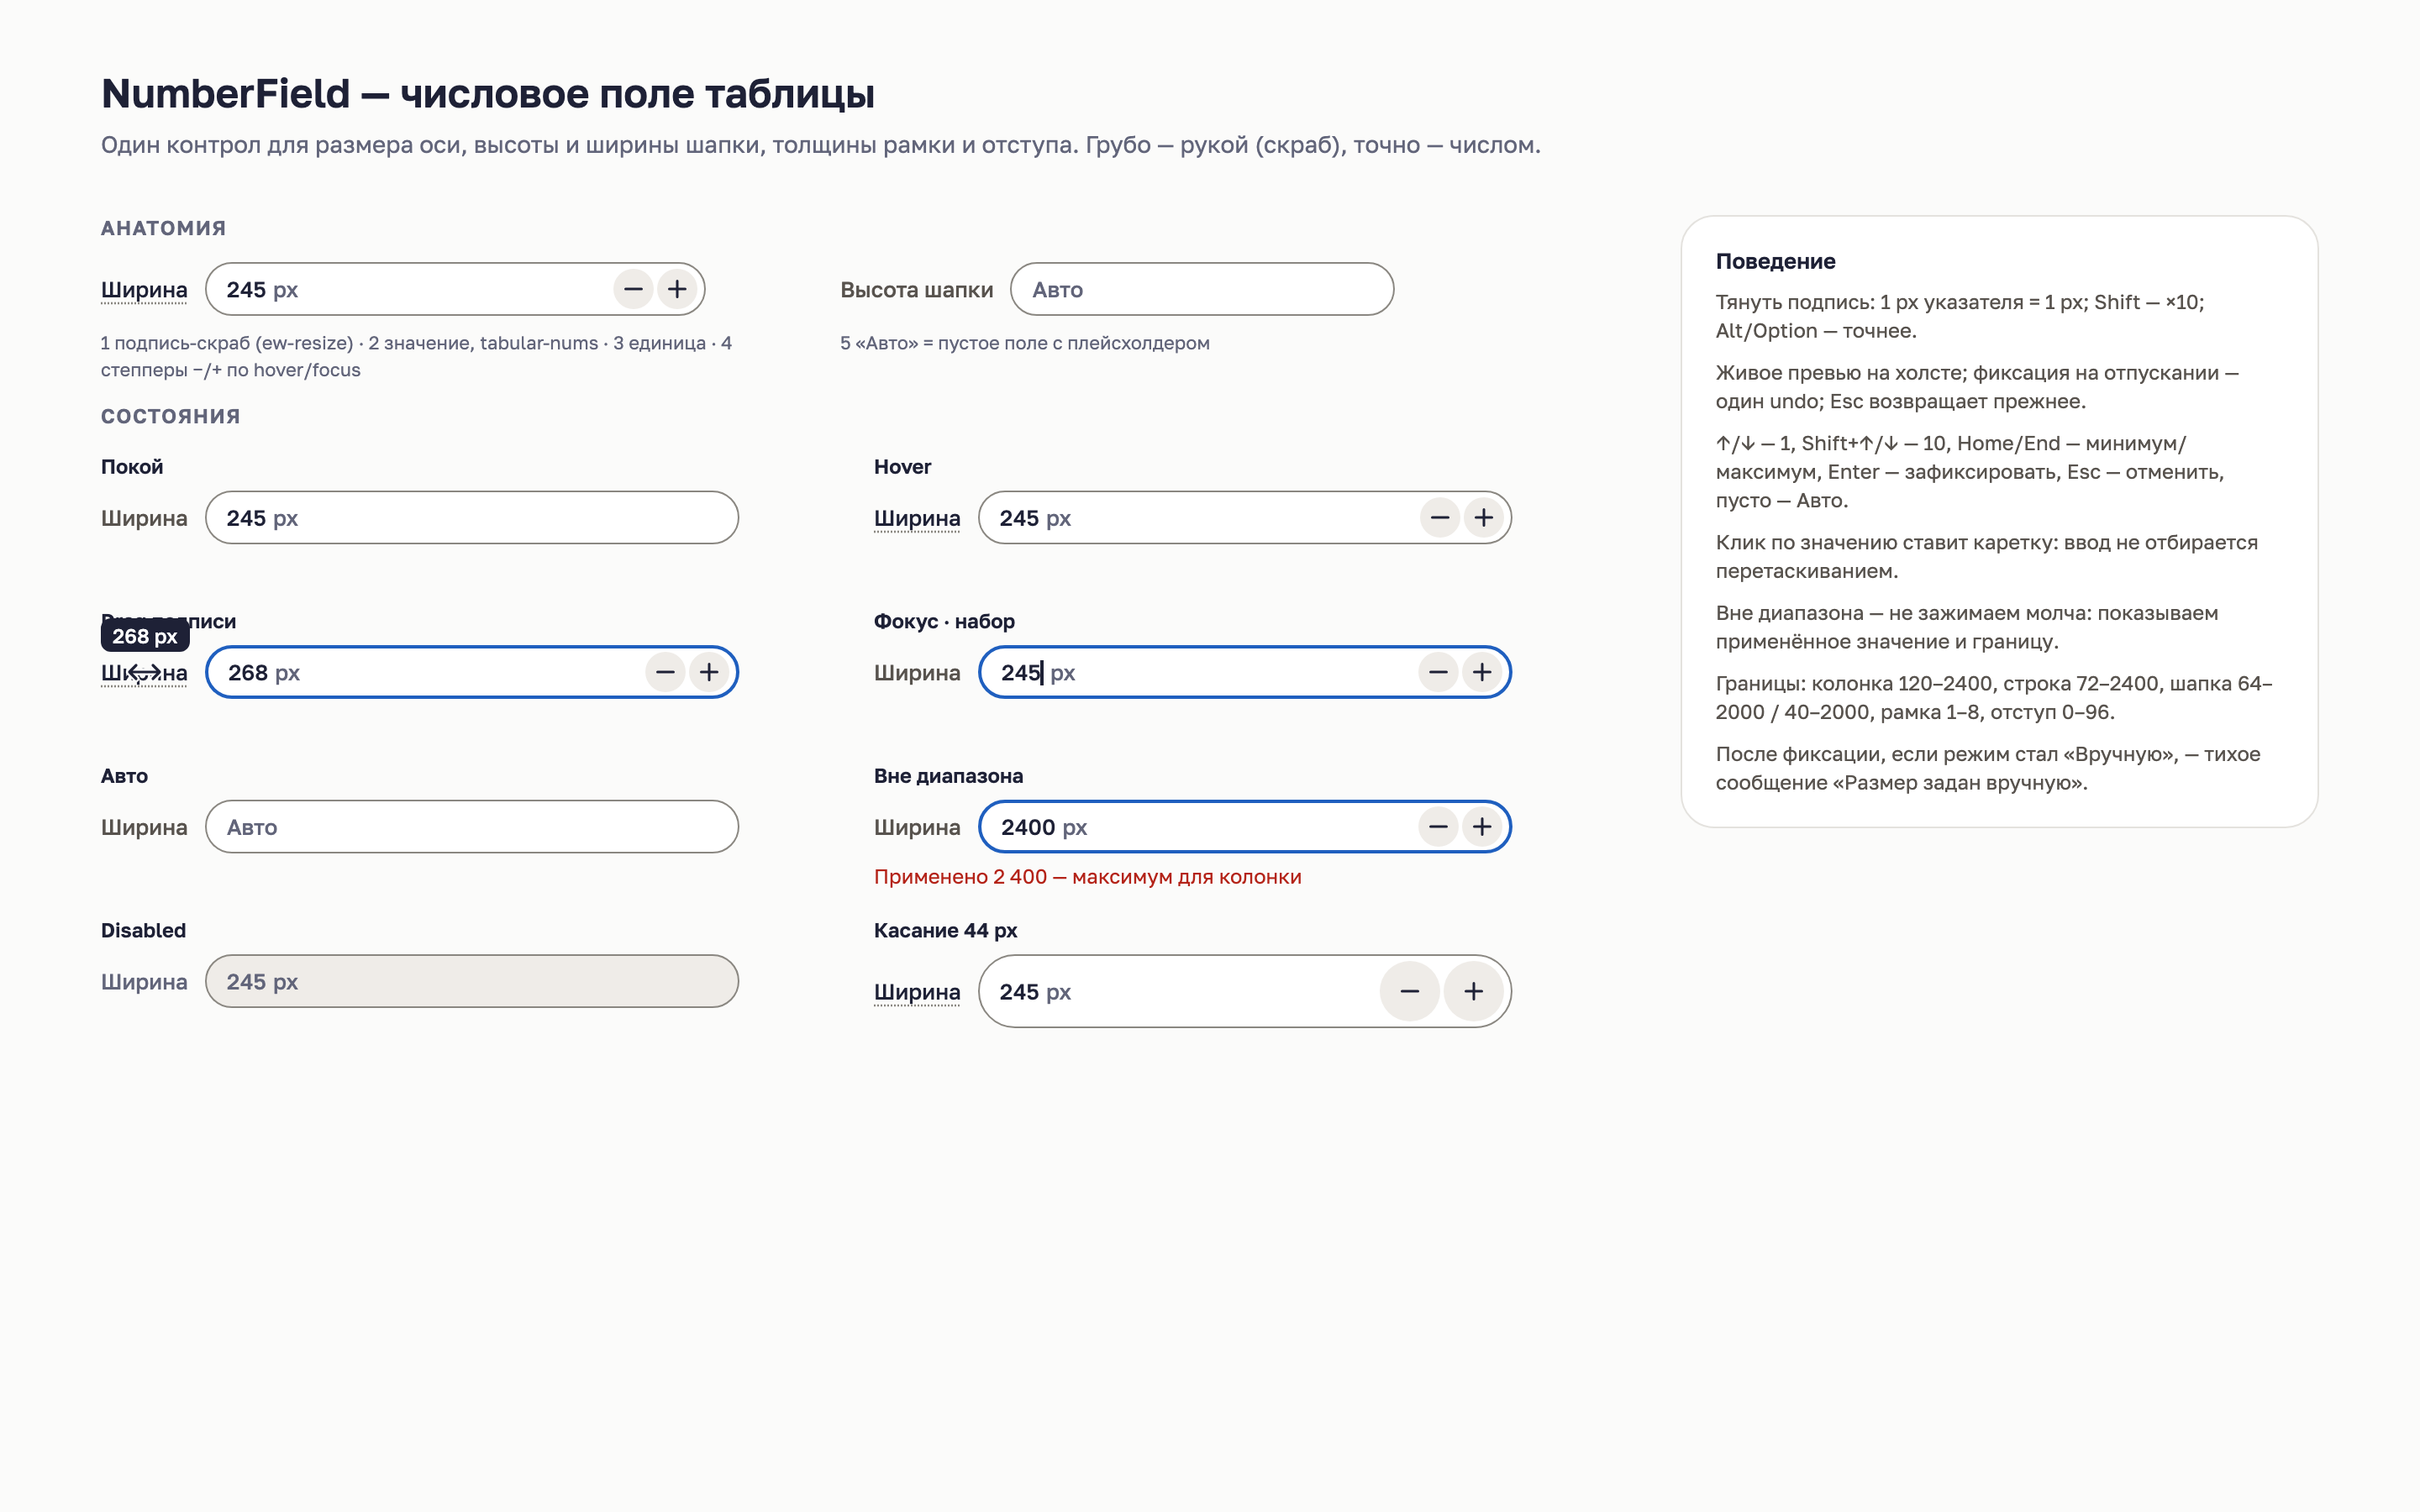 NumberField — числовое поле таблицы
Один контрол для размера оси, высоты и ширины шапки, толщины рамки и отступа. Грубо — рукой (скраб), точно — числом.
АНАТОМИЯ
Ширина 245 px − +
1 подпись-скраб (ew-resize) · 2 значение, tabular-nums · 3 единица · 4
степперы −/+ по hover/focus
Высота шапки Авто
5 «Авто» = пустое поле с плейсхолдером
СОСТОЯНИЯ
Покой
Ширина 245 px
Hover
Ширина 245 px − +
писи
268 px
Ширина 268 px − +
Фокус · набор
Ширина 245 px − +
Авто
Ширина Авто
Вне диапазона
Ширина 2400 px − +
Применено 2 400 — максимум для колонки
Disabled
Ширина 245 px
Касание 44 px
Ширина 245 px − +
Поведение
Тянуть подпись: 1 px указателя = 1 px; Shift — ×10;
Alt/Option — точнее.
Живое превью на холсте; фиксация на отпускании —
один undo; Esc возвращает прежнее.
↑/↓ — 1, Shift+↑/↓ — 10, Home/End — минимум/
максимум, Enter — зафиксировать, Esc — отменить,
пусто — Авто.
Клик по значению ставит каретку: ввод не отбирается
перетаскиванием.
Вне диапазона — не зажимаем молча: показываем
применённое значение и границу.
Границы: колонка 120–2400, строка 72–2400, шапка 64–
2000 / 40–2000, рамка 1–8, отступ 0–96.
После фиксации, если режим стал «Вручную», — тихое
сообщение «Размер задан вручную».